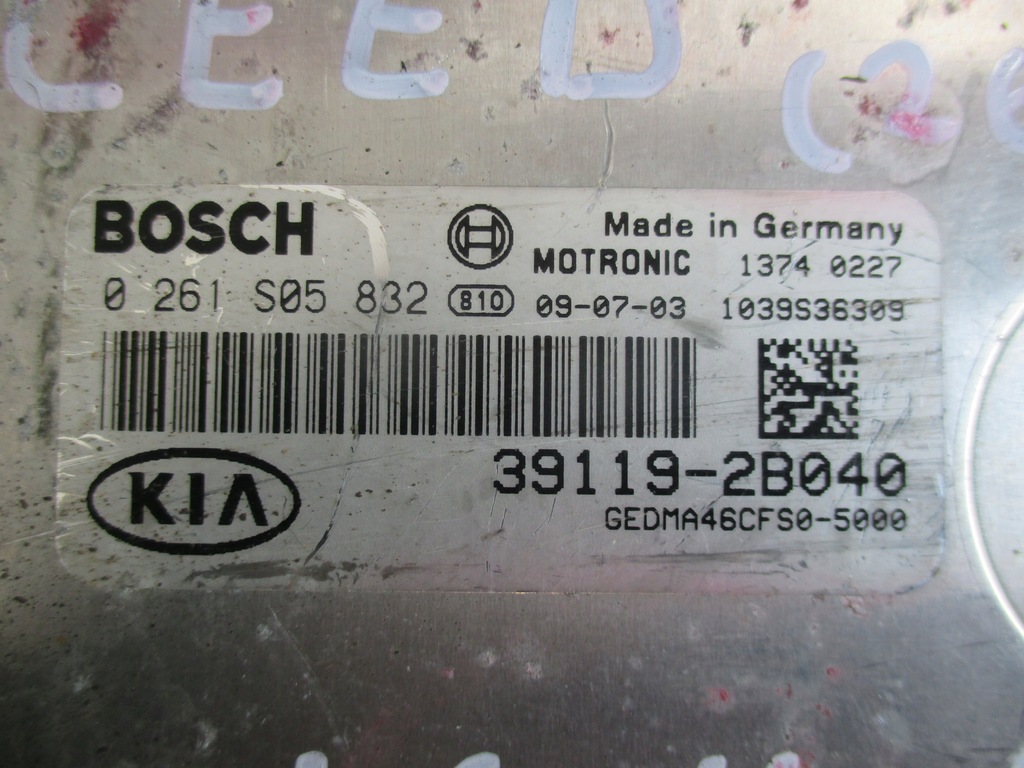 CEED (20
BOSCH
Made in Germany
MOTRONIC 1374 0227
0 261 S05 832 810 09-07-03 1039S36309
KIA
39119-2B040
GEDMA46CFS0-5000